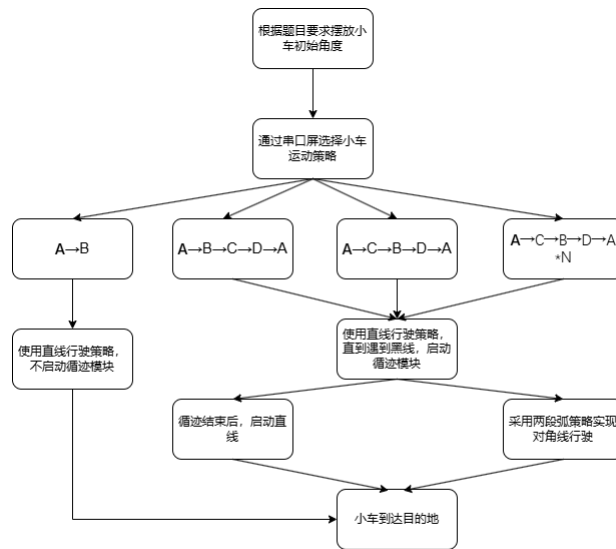 根据题目要求摆放小
车初始角度
通过串口屏选择小车
运动策略
A→B
A→B→C→D→A
A→C→B→D→A
A→C→B→D→A
*N
使用直线行驶策略，
不启动循迹模块
使用直线行驶策略，
直到遇到黑线，启动
循迹模块
循迹结束后，启动直
线
采用两段弧策略实现
对角线行驶
小车到达目的地